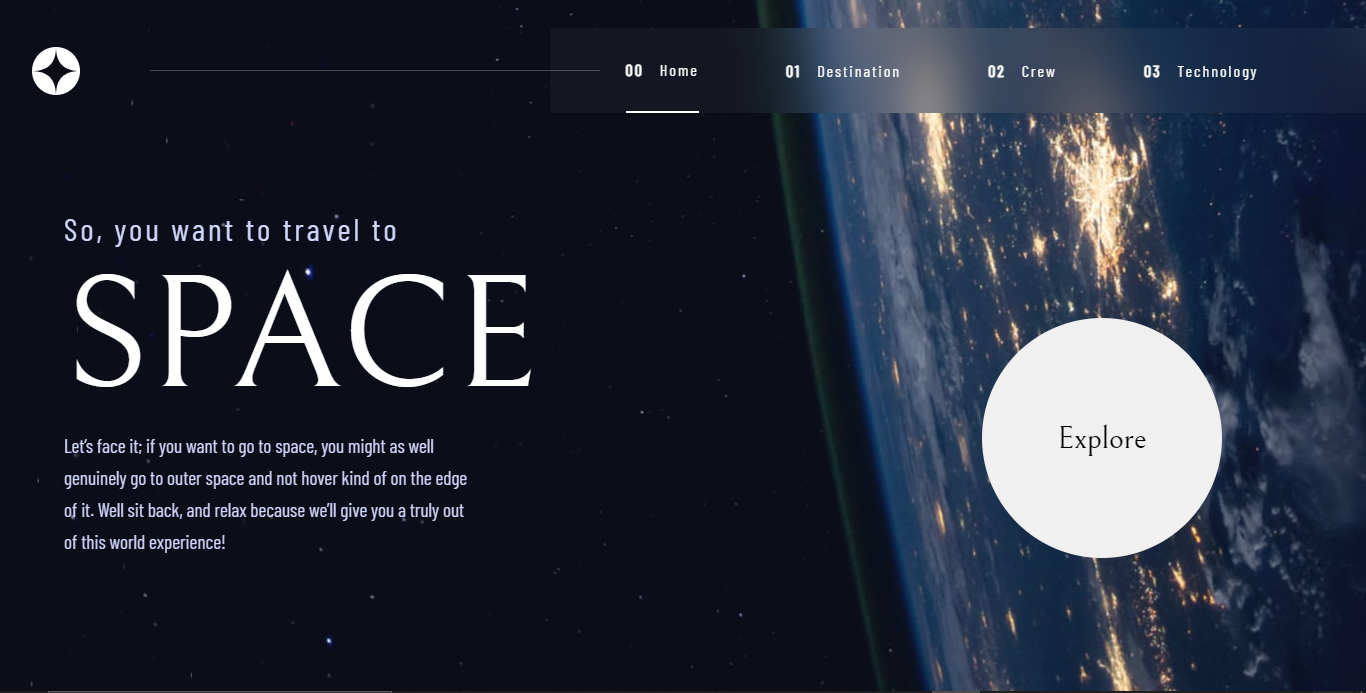 00 Home 01 Destination 02 Crew 03 Technology
So, you want to travel to
SPACE
Let's face it; if you want to go to space, you might as well
genuinely go to outer space and not hover kind of on the edge
of it. Well sit back, and relax because we'll give you a truly out
of this world experience!
Explore